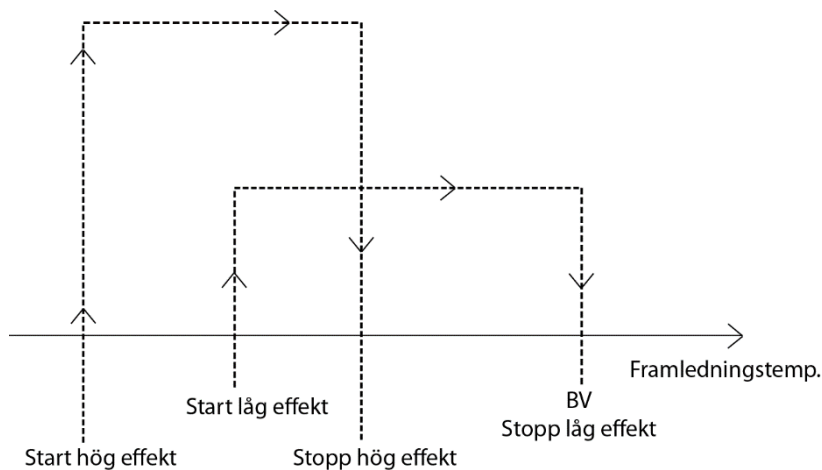 Framledningstemp.
Start låg effekt
BV
Stopp låg effekt
Start hög effekt
Stopp hög effekt